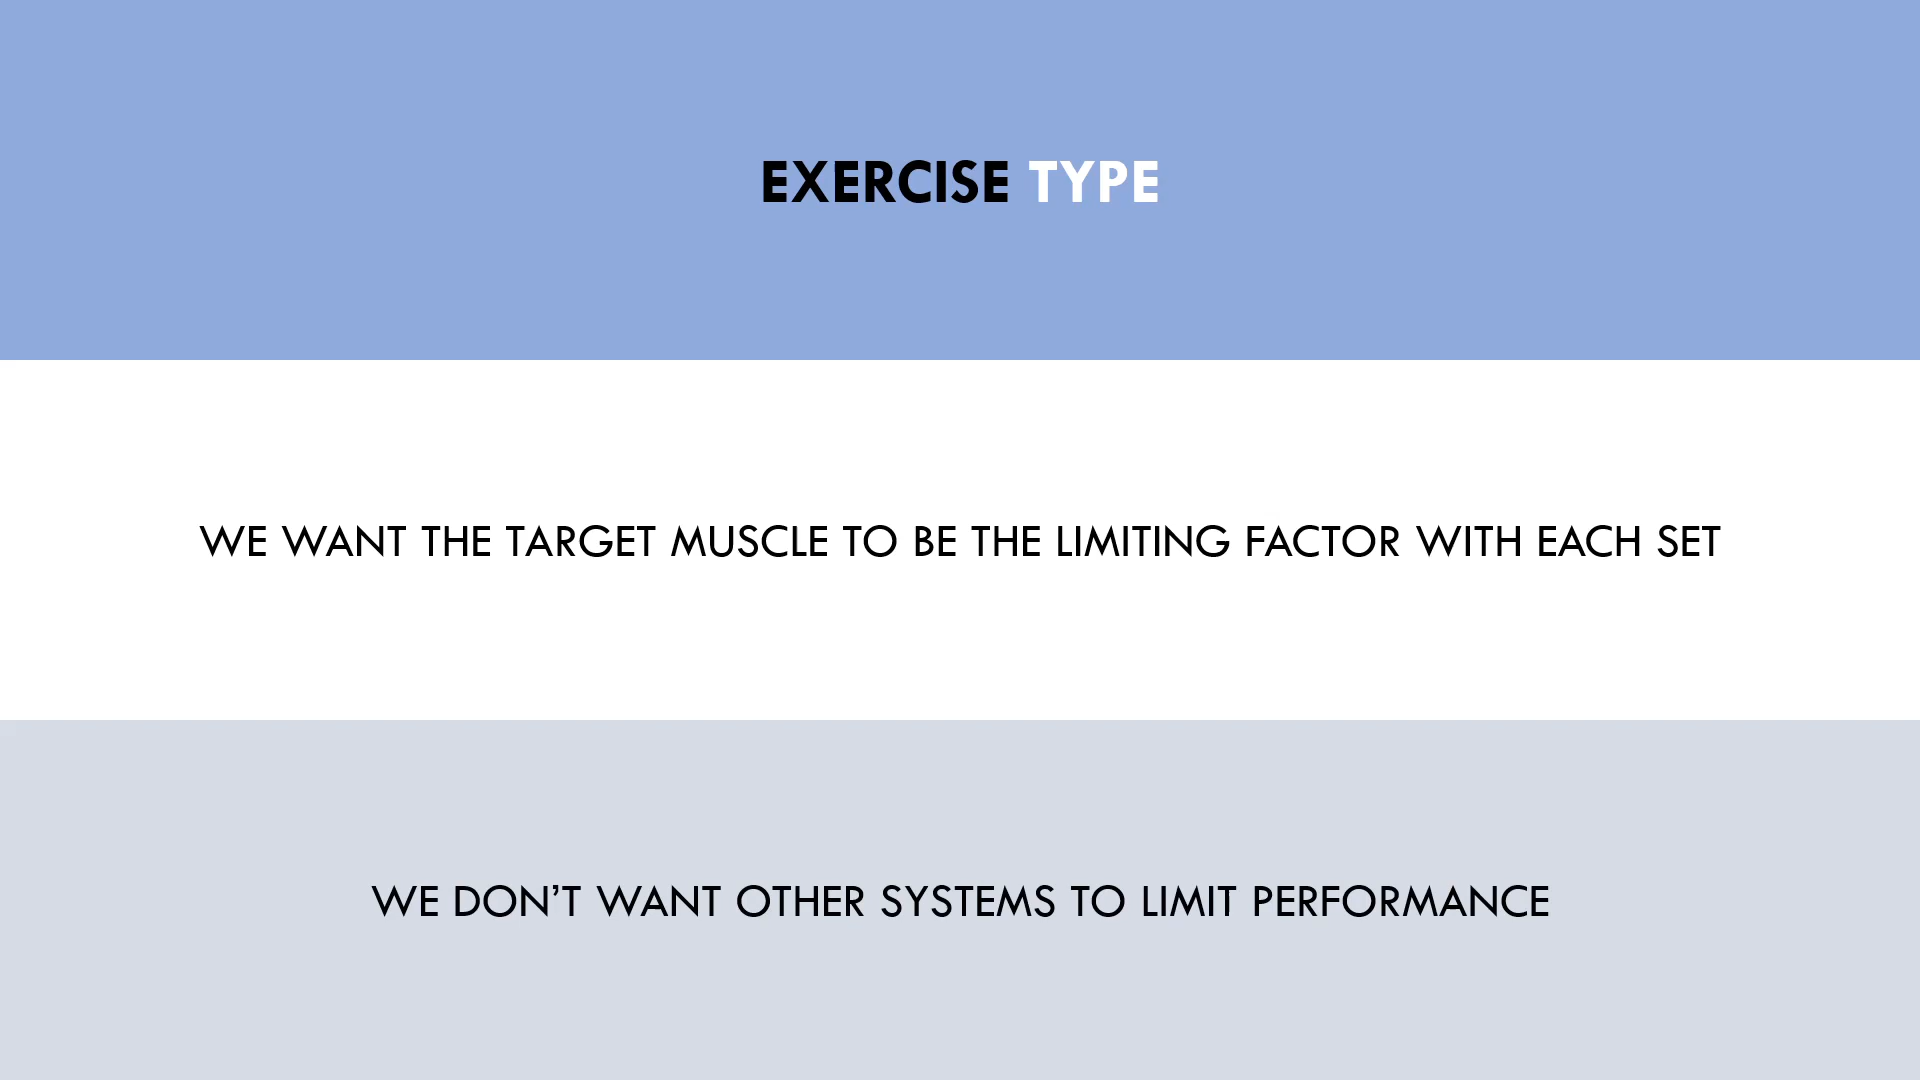 EXERCISE TYPE
WE WANT THE TARGET MUSCLE TO BE THE LIMITING FACTOR WITH EACH SET
WE DON’T WANT OTHER SYSTEMS TO LIMIT PERFORMANCE